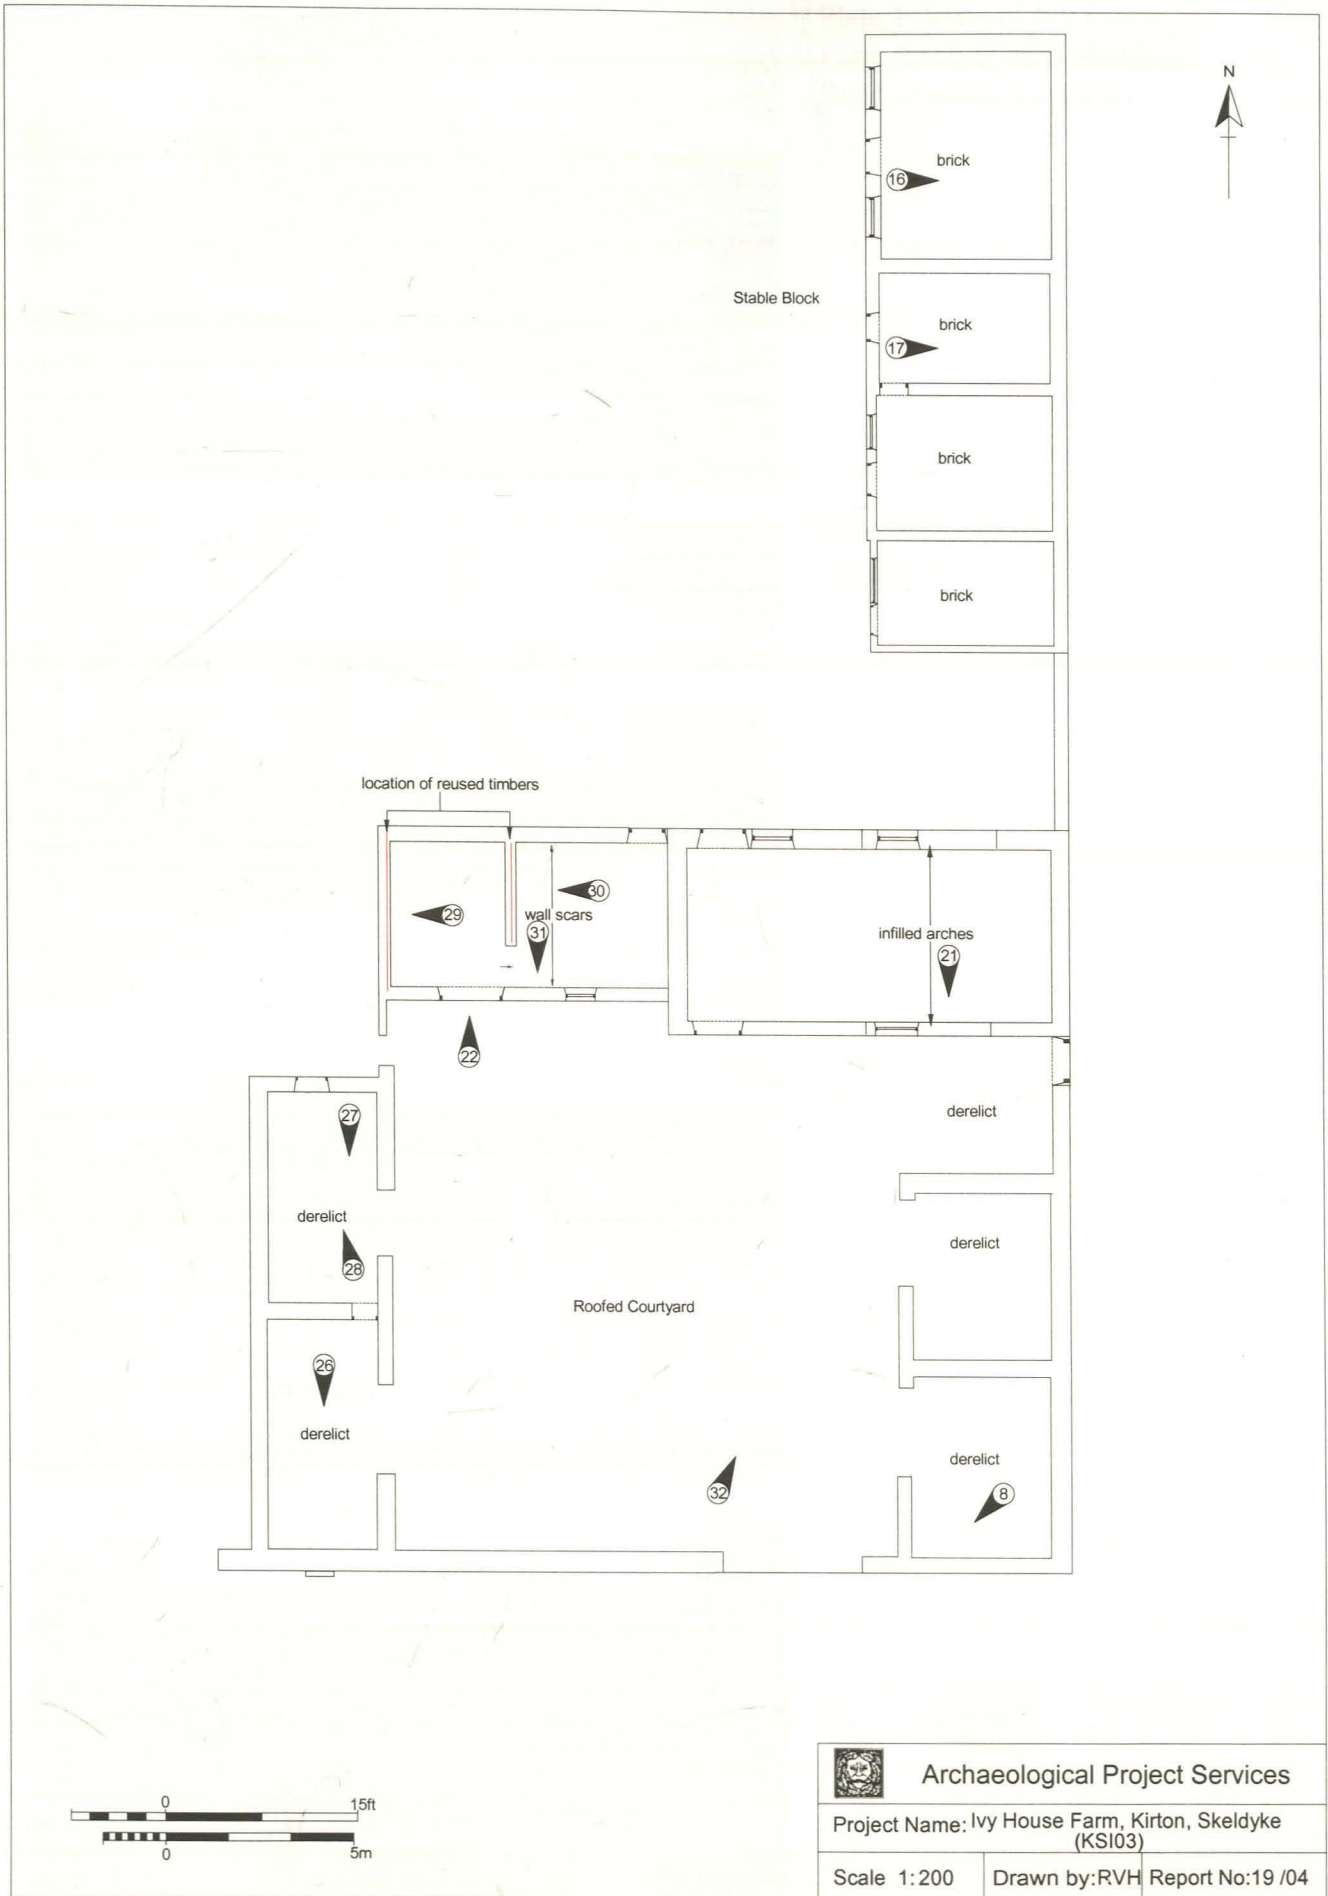 N
brick
16
Stable Block
brick
17
brick
brick
location of reused timbers
30
29
wall scars
31
infilled arches
21
22
27
derelict
derelict
28
derelict
Roofed Courtyard
26
derelict
derelict
32
8
0 15ft
0 5m
Archaeological Project Services
Project Name: Ivy House Farm, Kirton, Skeldyke
(KSI03)
Scale 1:200
Drawn by:RVH
Report No:19 /04